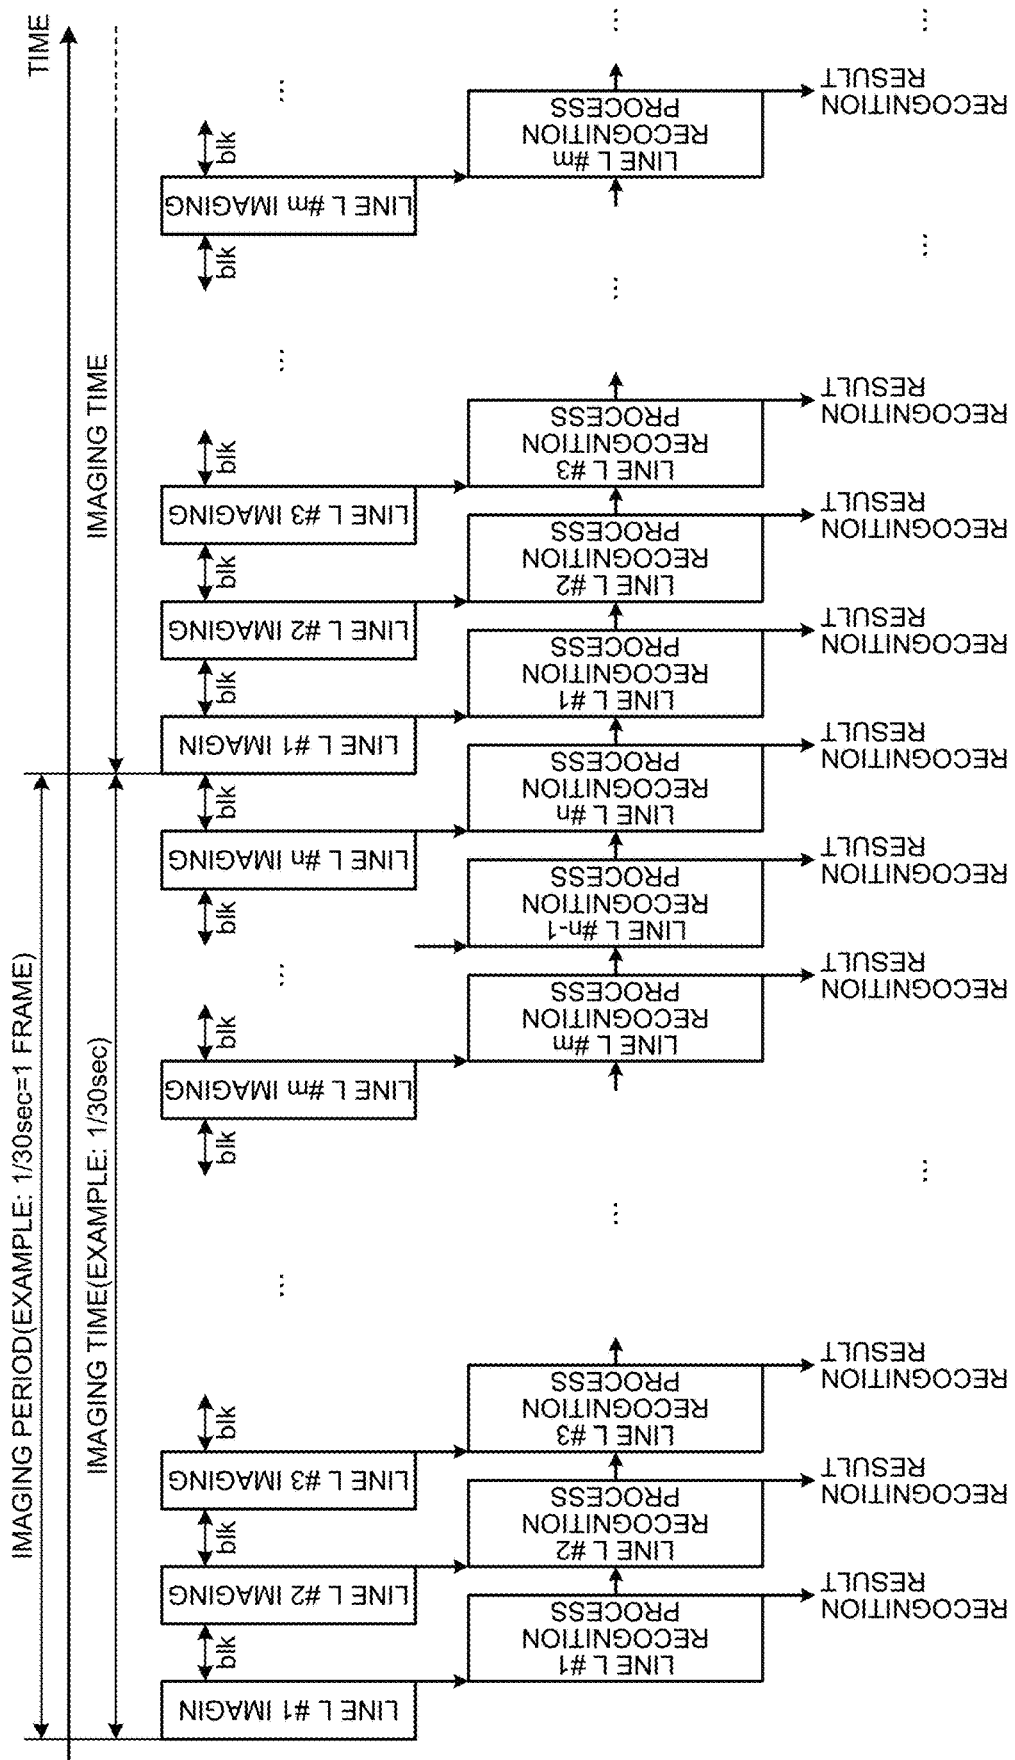 IMAGING PERIOD(EXAMPLE: 1/30sec=1 FRAME)
TIME
IMAGING TIME(EXAMPLE: 1/30sec)
IMAGING TIME
LINE L #1 IMAGIN
blk
LINE L #2 IMAGING
blk
LINE L #3 IMAGING
blk
...
blk
LINE L #m IMAGING
blk
...
blk
LINE L #n IMAGING
blk
LINE L #1 IMAGIN
blk
LINE L #2 IMAGING
blk
LINE L #3 IMAGING
blk
...
blk
LINE L #m IMAGING
blk
...
LINE L #1
RECOGNITION
PROCESS
LINE L #2
RECOGNITION
PROCESS
LINE L #3
RECOGNITION
PROCESS
...
LINE L #m
RECOGNITION
PROCESS
LINE L #n-1
RECOGNITION
PROCESS
LINE L #n
RECOGNITION
PROCESS
LINE L #1
RECOGNITION
PROCESS
LINE L #2
RECOGNITION
PROCESS
LINE L #3
RECOGNITION
PROCESS
...
LINE L #m
RECOGNITION
PROCESS
...
RECOGNITION
RESULT
RECOGNITION
RESULT
RECOGNITION
RESULT
...
RECOGNITION
RESULT
RECOGNITION
RESULT
RECOGNITION
RESULT
RECOGNITION
RESULT
RECOGNITION
RESULT
RECOGNITION
RESULT
...
RECOGNITION
RESULT
...